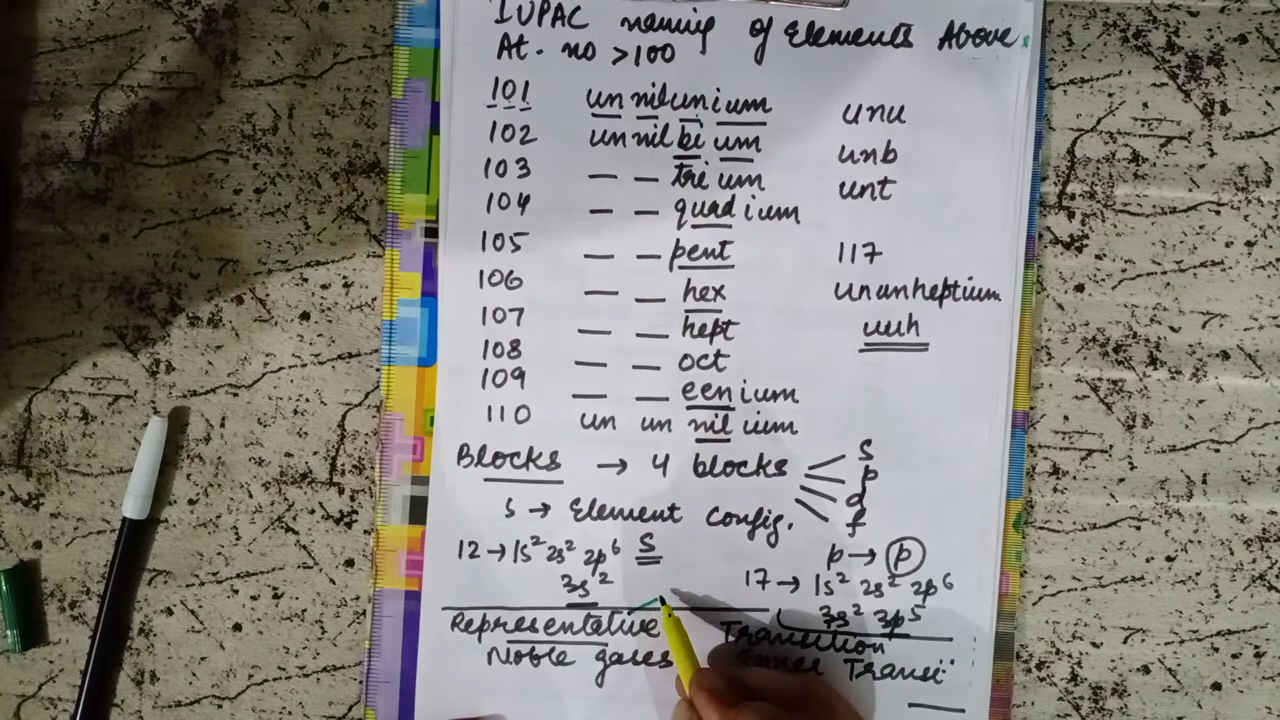 IUPAC naming of Elements Above
At. no >100
101 unnilunium unu
102 unnilbium unb
103 — — trium unt
104 — — quadium
105 — — pent 117
106 — — hex ununheptium
107 — — hept uuh
108 — — oct
109 — — eenium
110 un un nilium
Blocks → 4 blocks s p d f
s → Element config.
12 → 1s² 2s² 2p⁶ S
3s²
p → p
17 → 1s² 2s² 2p⁶
3s² 3p⁵
Representative Transition
Noble gases Transi